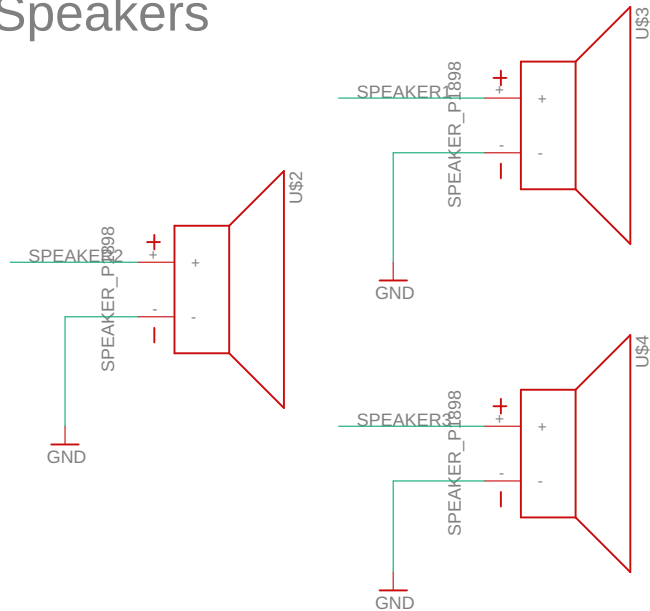 Speakers
U$3
SPEAKER1
SPEAKER_P1898
+
+
-
-
GND
U$2
SPEAKER2
SPEAKER_P1898
+
+
-
-
GND
U$4
SPEAKER3
SPEAKER_P1898
+
+
-
-
GND